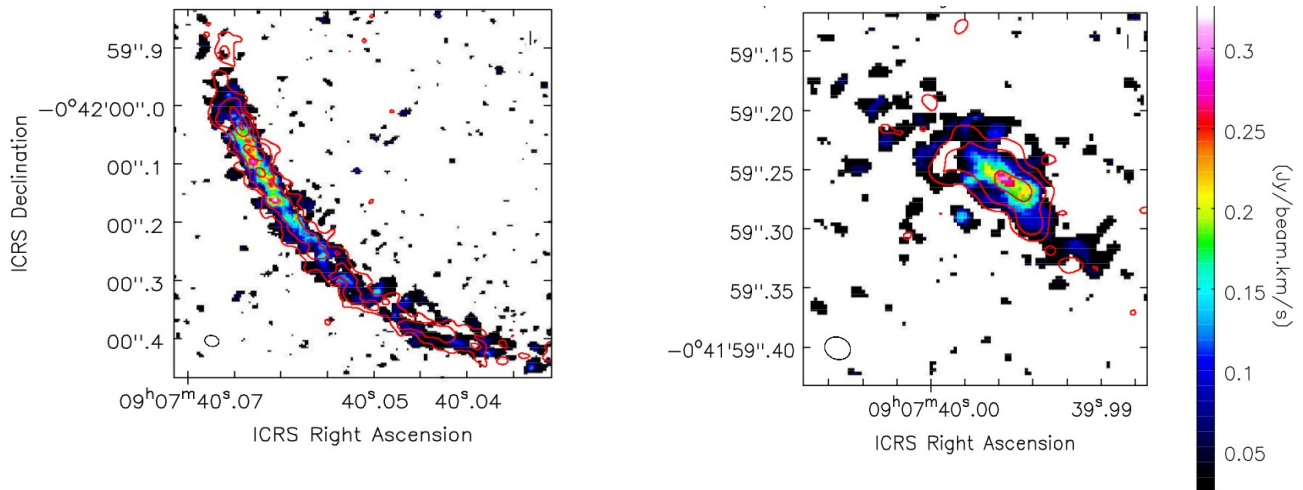 59".9
−0°42'00".0
00".1
00".2
00".3
00".4
ICRS Declination
09ʰ07ᵐ40ˢ.07
40ˢ.05
40ˢ.04
ICRS Right Ascension
59".15
59".20
59".25
59".30
59".35
−0°41'59".40
09ʰ07ᵐ40ˢ.00
39ˢ.99
ICRS Right Ascension
0.3
0.25
0.2
0.15
0.1
0.05
(Jy/beam.km/s)